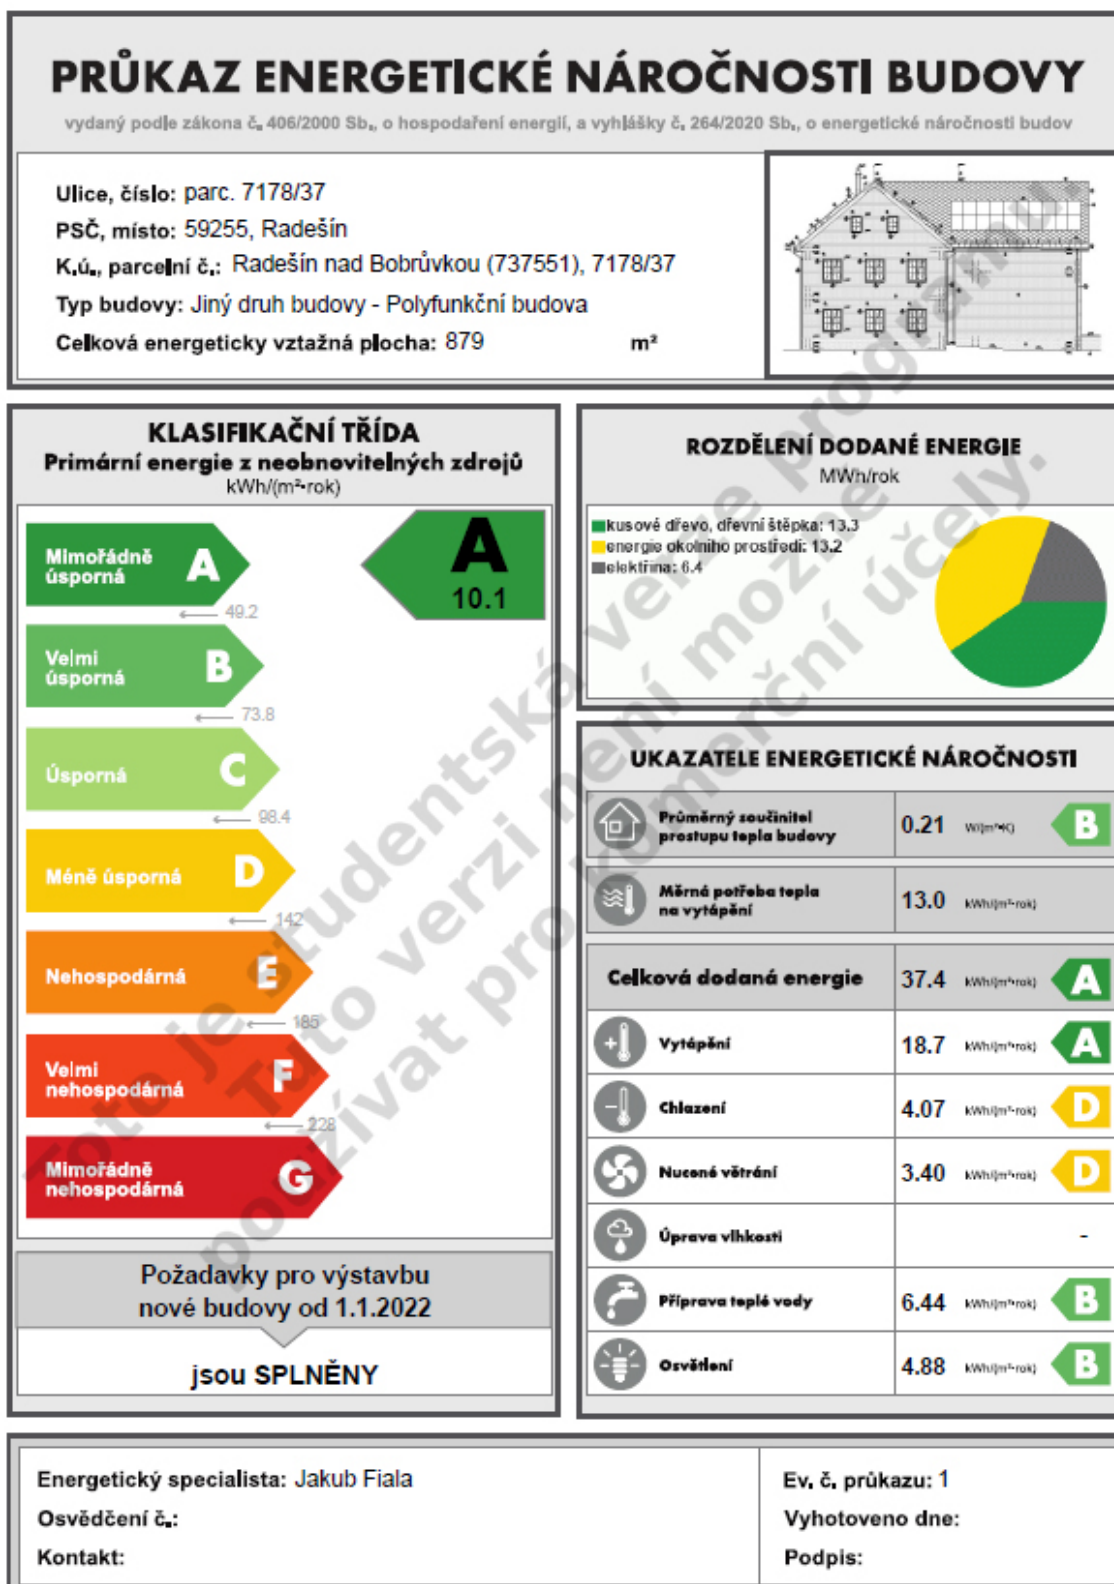 PRŮKAZ ENERGETICKÉ NÁROČNOSTI BUDOVY
vydaný podle zákona č. 406/2000 Sb., o hospodaření energií, a vyhlášky č. 264/2020 Sb., o energetické náročnosti budov
Ulice, číslo: parc. 7178/37
PSČ, místo: 59255, Radešín
K.ú., parcelní č.: Radešín nad Bobrůvkou (737551), 7178/37
Typ budovy: Jiný druh budovy - Polyfunkční budova
Celková energeticky vztažná plocha: 879 m²
KLASIFIKAČNÍ TŘÍDA
Primární energie z neobnovitelných zdrojů
kWh/(m²·rok)
Mimořádně úsporná A
A
10.1
49.2
Velmi úsporná B
73.8
Úsporná C
98.4
Méně úsporná D
142
Nehospodárná E
185
Velmi nehospodárná F
228
Mimořádně nehospodárná G
Požadavky pro výstavbu
nové budovy od 1.1.2022
jsou SPLNĚNY
ROZDĚLENÍ DODANÉ ENERGIE
MWh/rok
kusové dřevo, dřevní štěpka: 13.3
energie okolního prostředí: 13.2
elektřina: 6.4
UKAZATELE ENERGETICKÉ NÁROČNOSTI
Průměrný součinitel prostupu tepla budovy 0.21 W/(m²·K) B
Měrná potřeba tepla na vytápění 13.0 kWh/(m²·rok)
Celková dodaná energie 37.4 kWh/(m²·rok) A
Vytápění 18.7 kWh/(m²·rok) A
Chlazení 4.07 kWh/(m²·rok) D
Nucené větrání 3.40 kWh/(m²·rok) D
Úprava vlhkosti -
Příprava teplé vody 6.44 kWh/(m²·rok) B
Osvětlení 4.88 kWh/(m²·rok) B
Energetický specialista: Jakub Fiala
Osvědčení č.:
Kontakt:
Ev. č. průkazu: 1
Vyhotoveno dne:
Podpis:
Toto je studentská verze programu.
Tuto verzi není možné
používat pro komerční účely.